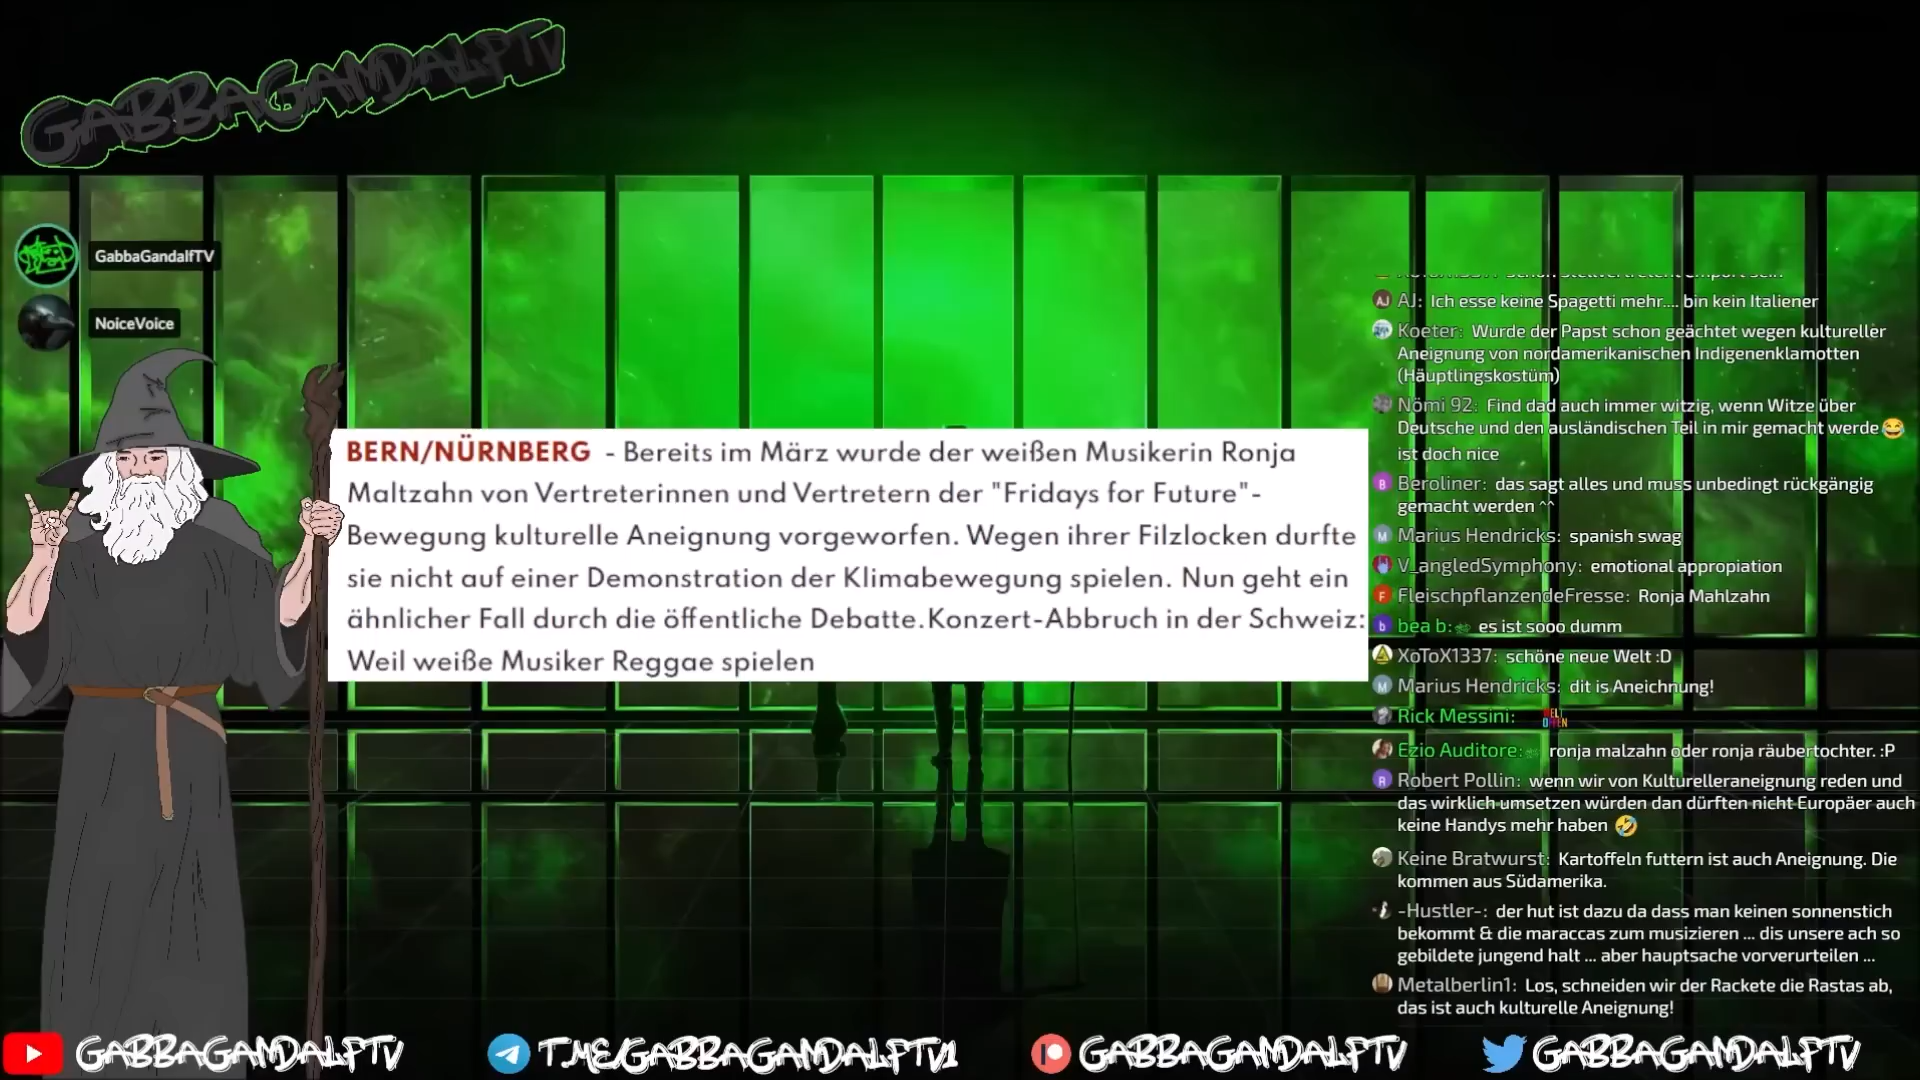 GABBAGANDALFTV
GabbaGandalfTV
NoiceVoice
BERN/NÜRNBERG - Bereits im März wurde der weißen Musikerin Ronja
Maltzahn von Vertreterinnen und Vertretern der "Fridays for Future"-
Bewegung kulturelle Aneignung vorgeworfen. Wegen ihrer Filzlocken durfte
sie nicht auf einer Demonstration der Klimabewegung spielen. Nun geht ein
ähnlicher Fall durch die öffentliche Debatte.Konzert-Abbruch in der Schweiz:
Weil weiße Musiker Reggae spielen
AJ AJ: Ich esse keine Spagetti mehr.... bin kein Italiener
Koeter: Wurde der Papst schon geächtet wegen kultureller
Aneignung von nordamerikanischen Indigenenklamotten
(Häuptlingskostüm)
Nömi 92: Find dad auch immer witzig, wenn Witze über
Deutsche und den ausländischen Teil in mir gemacht werde😂
ist doch nice
B Beroliner: das sagt alles und muss unbedingt rückgängig
gemacht werden ^^
M Marius Hendricks: spanish swag
V_angledSymphony: emotional appropiation
F FleischpflanzendeFresse: Ronja Mahlzahn
b bea b: es ist sooo dumm
XoToX1337: schöne neue Welt :D
M Marius Hendricks: dit is Aneichnung!
Rick Messini:
Ezio Auditore: ronja malzahn oder ronja räubertochter. :P
R Robert Pollin: wenn wir von Kulturelleraneignung reden und
das wirklich umsetzen würden dan dürften nicht Europäer auch
keine Handys mehr haben 🤣
Keine Bratwurst: Kartoffeln futtern ist auch Aneignung. Die
kommen aus Südamerika.
-Hustler-: der hut ist dazu da dass man keinen sonnenstich
bekommt & die maraccas zum musizieren ... dis unsere ach so
gebildete jungend halt ... aber hauptsache vorverurteilen ...
Metalberlin1: Los, schneiden wir der Rackete die Rastas ab,
das ist auch kulturelle Aneignung!
GABBAGANDALFTV T.ME/GABBAGANDALFTV1 GABBAGANDALFTV GABBAGANDALFTV